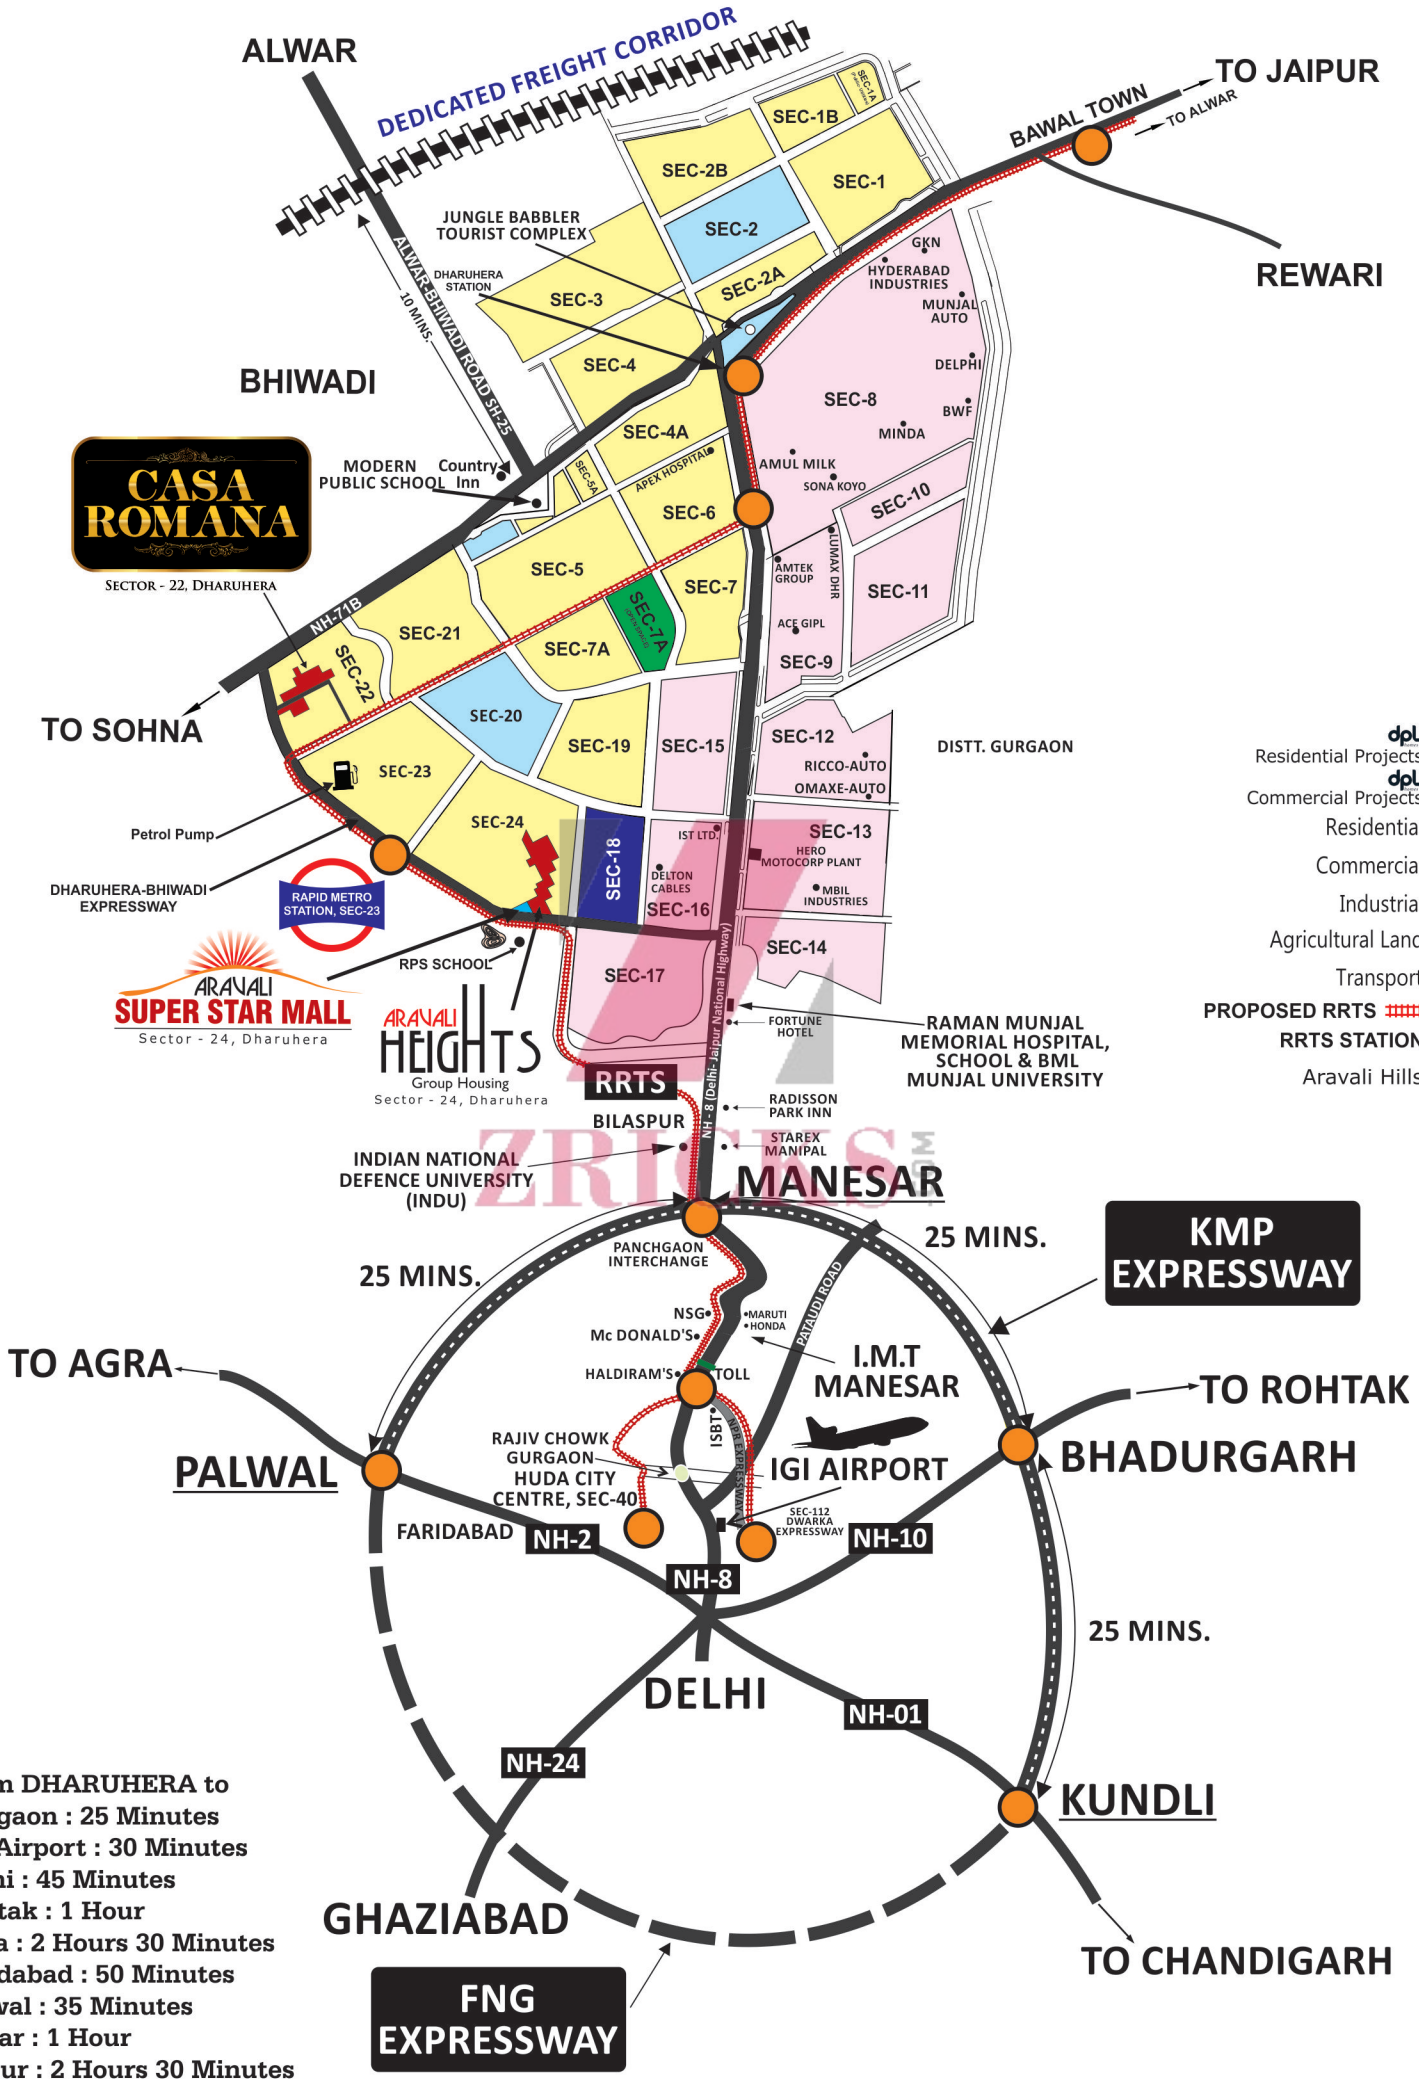 ALWAR
DEDICATED FREIGHT CORRIDOR
TO JAIPUR
TO ALWAR
BAWAL TOWN
SEC-1A
SEC-1B
SEC-2B
SEC-1
SEC-2
SEC-2A
SEC-3
SEC-4
JUNGLE BABBLER
TOURIST COMPLEX
DHARUHERA
STATION
ALWAR-BHIWADI ROAD SH-25
10 MINS.
REWARI
GKN
HYDERABAD
INDUSTRIES
MUNJAL
AUTO
DELPHI
SEC-8
BWF
MINDA
BHIWADI
SEC-4A
APEX HOSPITAL
AMUL MILK
SONA KOYO
CASA
ROMANA
SECTOR - 22, DHARUHERA
MODERN
PUBLIC SCHOOL
Country
Inn
SEC-5A
SEC-6
SEC-10
SEC-5
SEC-7
AMTEK
GROUP
LUMAX DHR
SEC-11
NH-71B
SEC-21
SEC-7A
SEC-7A
ACE GIPL
SEC-9
SEC-22
TO SOHNA
SEC-20
SEC-19
SEC-15
SEC-12
RICCO-AUTO
OMAXE-AUTO
DISTT. GURGAON
SEC-23
Petrol Pump
SEC-24
SEC-18
IST LTD.
SEC-13
HERO
MOTOCORP PLANT
DELTON
CABLES
MBIL
INDUSTRIES
SEC-16
DHARUHERA-BHIWADI
EXPRESSWAY
RAPID METRO
STATION, SEC-23
SEC-14
RPS SCHOOL
SEC-17
ARAVALI
SUPER STAR MALL
Sector - 24, Dharuhera
ARAVALI
HEIGHTS
Group Housing
Sector - 24, Dharuhera
NH - 8 (Delhi- Jaipur National Highway)
FORTUNE
HOTEL
RAMAN MUNJAL
MEMORIAL HOSPITAL,
SCHOOL & BML
MUNJAL UNIVERSITY
dpl
Residential Projects
dpl
Commercial Projects
Residentia
Commercia
Industria
Agricultural Land
Transport
PROPOSED RRTS
RRTS STATION
Aravali Hills
RRTS
BILASPUR
RADISSON
PARK INN
STAREX
MANIPAL
ZRICKS
.COM
INDIAN NATIONAL
DEFENCE UNIVERSITY
(INDU)
MANESAR
PANCHGAON
INTERCHANGE
25 MINS.
25 MINS.
KMP
EXPRESSWAY
PATAUDI ROAD
NSG
MARUTI
HONDA
Mc DONALD'S
HALDIRAM'S
TOLL
I.M.T
MANESAR
TO AGRA
TO ROHTAK
ISBT
NPR EXPRESSWAY
RAJIV CHOWK
GURGAON
HUDA CITY
CENTRE, SEC-40
IGI AIRPORT
PALWAL
BHADURGARH
SEC-112
DWARKA
EXPRESSWAY
FARIDABAD
NH-2
NH-10
NH-8
25 MINS.
DELHI
NH-01
NH-24
KUNDLI
GHAZIABAD
TO CHANDIGARH
FNG
EXPRESSWAY
m DHARUHERA to
gaon : 25 Minutes
Airport : 30 Minutes
hi : 45 Minutes
tak : 1 Hour
a : 2 Hours 30 Minutes
dabad : 50 Minutes
wal : 35 Minutes
ar : 1 Hour
ur : 2 Hours 30 Minutes